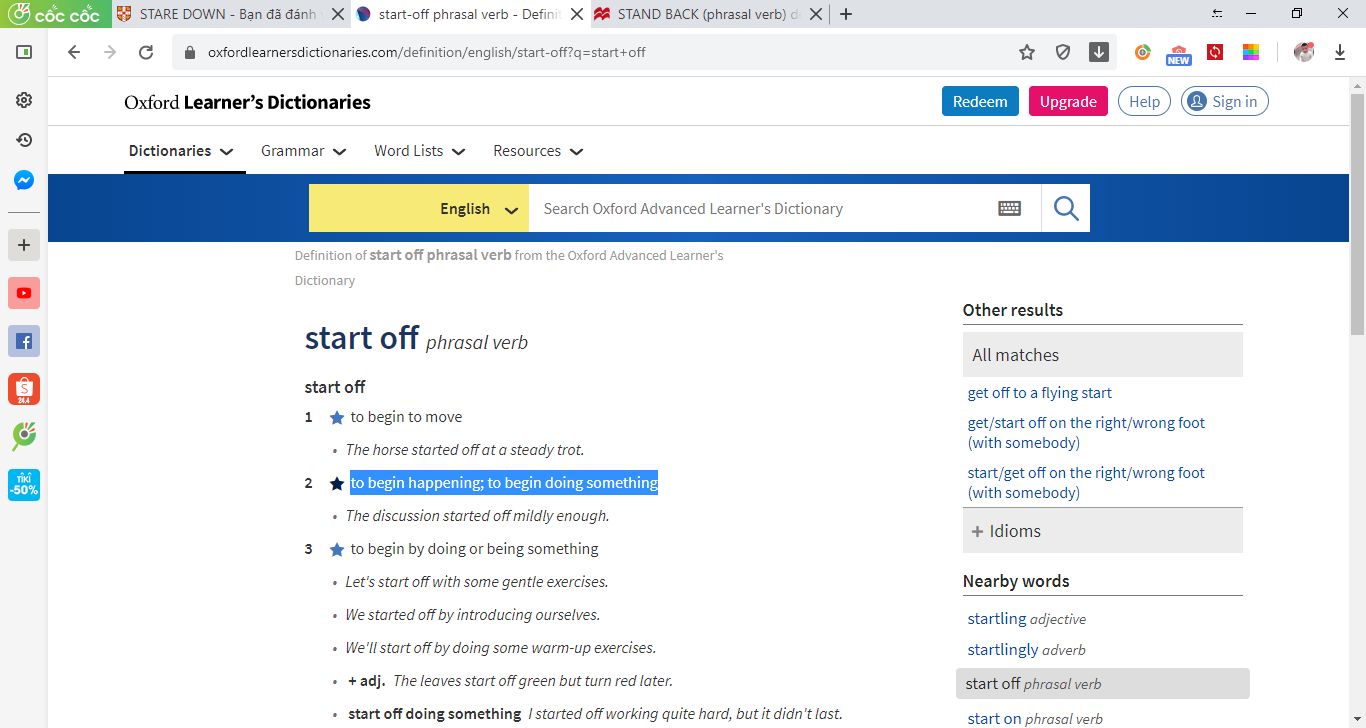 cốc cốc
STARE DOWN - Bạn đã đánh
start-off phrasal verb - Defini
STAND BACK (phrasal verb) d
oxfordlearnersdictionaries.com/definition/english/start-off?q=start+off
NEW
Oxford Learner's Dictionaries
Redeem
Upgrade
Help
Sign in
Dictionaries
Grammar
Word Lists
Resources
English
Search Oxford Advanced Learner's Dictionary
Definition of start off phrasal verb from the Oxford Advanced Learner's
Dictionary
start off phrasal verb
start off
1 to begin to move
• The horse started off at a steady trot.
2 to begin happening; to begin doing something
• The discussion started off mildly enough.
3 to begin by doing or being something
• Let's start off with some gentle exercises.
• We started off by introducing ourselves.
• We'll start off by doing some warm-up exercises.
• + adj. The leaves start off green but turn red later.
• start off doing something I started off working quite hard, but it didn't last.
Other results
All matches
get off to a flying start
get/start off on the right/wrong foot
(with somebody)
start/get off on the right/wrong foot
(with somebody)
+ Idioms
Nearby words
startling adjective
startlingly adverb
start off phrasal verb
start on phrasal verb
S
24.4
TIKI
-50%